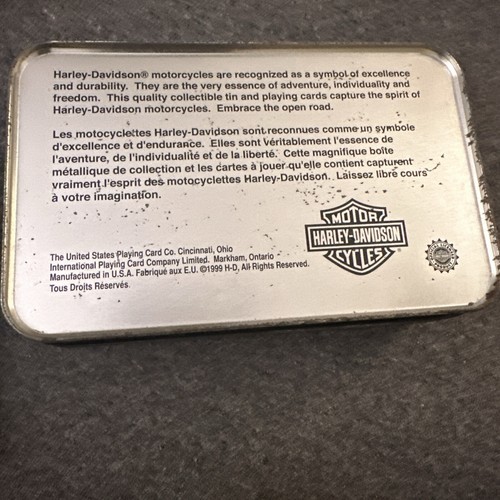 Harley-Davidson® motorcycles are recognized as a symbol of excellence
and durability. They are the very essence of adventure, individuality and
freedom. This quality collectible tin and playing cards capture the spirit of
Harley-Davidson motorcycles. Embrace the open road.
Les motocyclettes Harley-Davidson sont reconnues comme un symbole
d'excellence et d'endurance. Elles sont véritablement l'essence de
l'aventure, de l'individualité et de la liberté. Cette magnifique boîte
métallique de collection et les cartes à jouer qu'elle contient capturent
vraiment l'esprit des motocyclettes Harley-Davidson. Laissez libre cours
à votre imagination.
The United States Playing Card Co. Cincinnati, Ohio
International Playing Card Company Limited. Markham, Ontario
Manufactured in U.S.A. Fabriqué aux E.U. ©1999 H-D, All Rights Reserved.
Tous Droits Réservés.
MOTOR
HARLEY-DAVIDSON
CYCLES